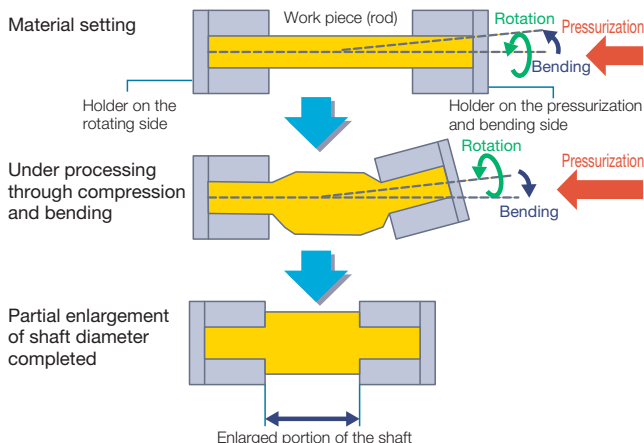 Material setting
Work piece (rod)
Rotation
Pressurization
Bending
Holder on the
rotating side
Holder on the pressurization
and bending side
Under processing
through compression
and bending
Rotation
Pressurization
Bending
Partial enlargement
of shaft diameter
completed
Enlarged portion of the shaft